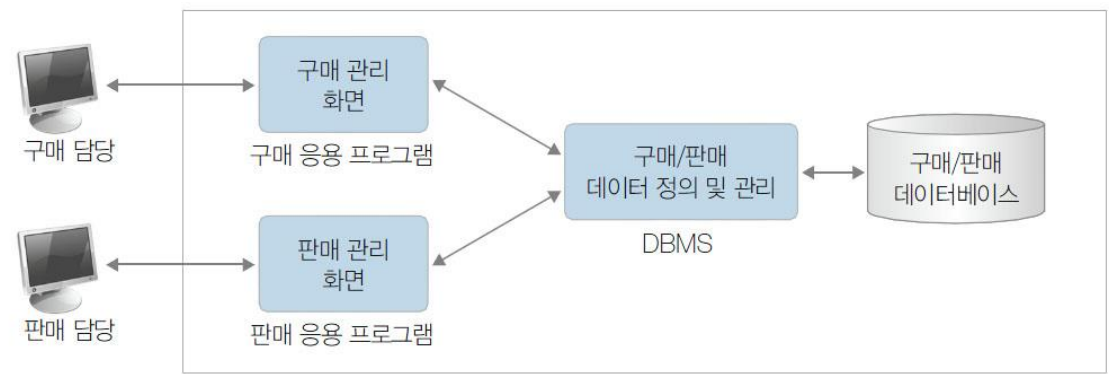 구매 담당
구매 관리
화면
구매 응용 프로그램
판매 담당
판매 관리
화면
판매 응용 프로그램
구매/판매
데이터 정의 및 관리
DBMS
구매/판매
데이터베이스